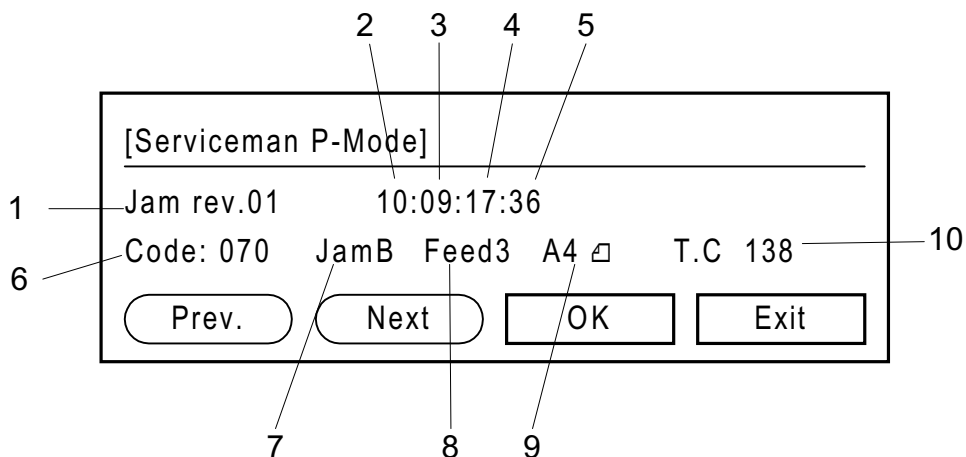 2 3 4 5
[Serviceman P-Mode]
1 Jam rev.01 10:09:17:36
6 Code: 070 JamB Feed3 A4 T.C 138 10
Prev. Next OK Exit
7 8 9